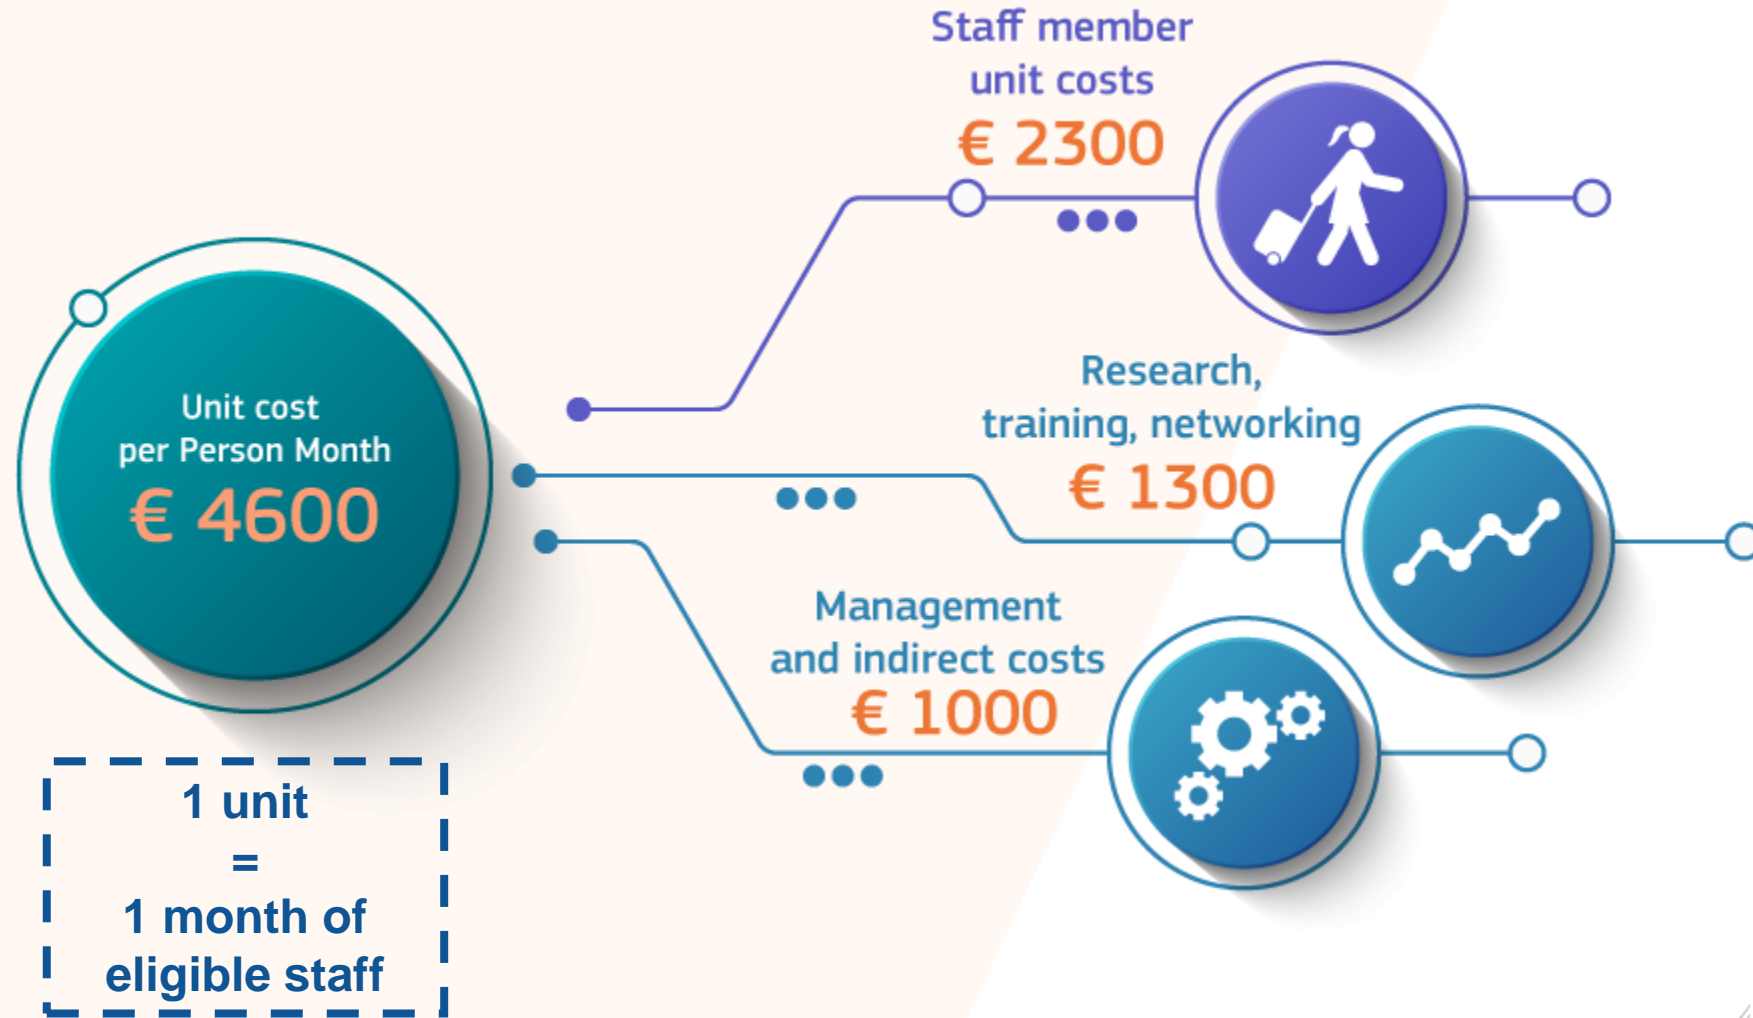 Staff member
unit costs
€ 2300
Unit cost
per Person Month
€ 4600
Research,
training, networking
€ 1300
Management
and indirect costs
€ 1000
1 unit
=
1 month of
eligible staff